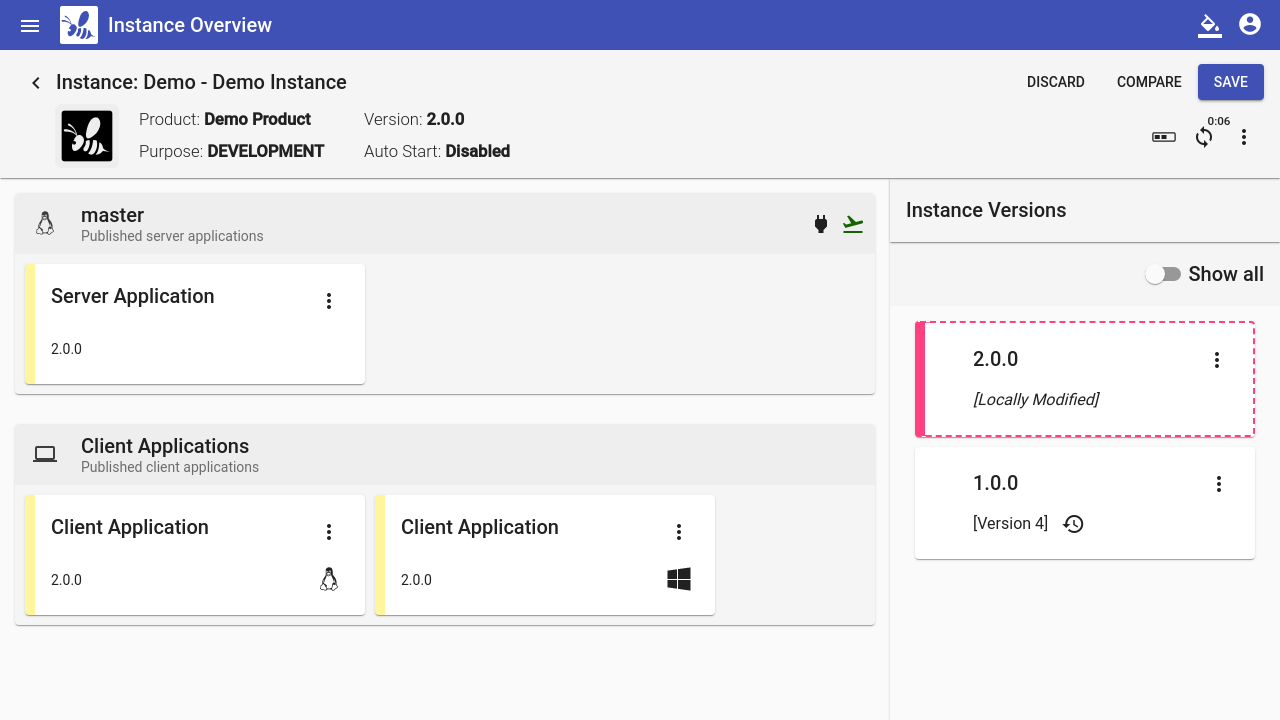 Instance Overview
Instance: Demo - Demo Instance
DISCARD
COMPARE
SAVE
Product: Demo Product
Version: 2.0.0
0:06
Purpose: DEVELOPMENT
Auto Start: Disabled
master
Published server applications
Server Application
2.0.0
Client Applications
Published client applications
Client Application
2.0.0
Client Application
2.0.0
Instance Versions
Show all
2.0.0
[Locally Modified]
1.0.0
[Version 4]